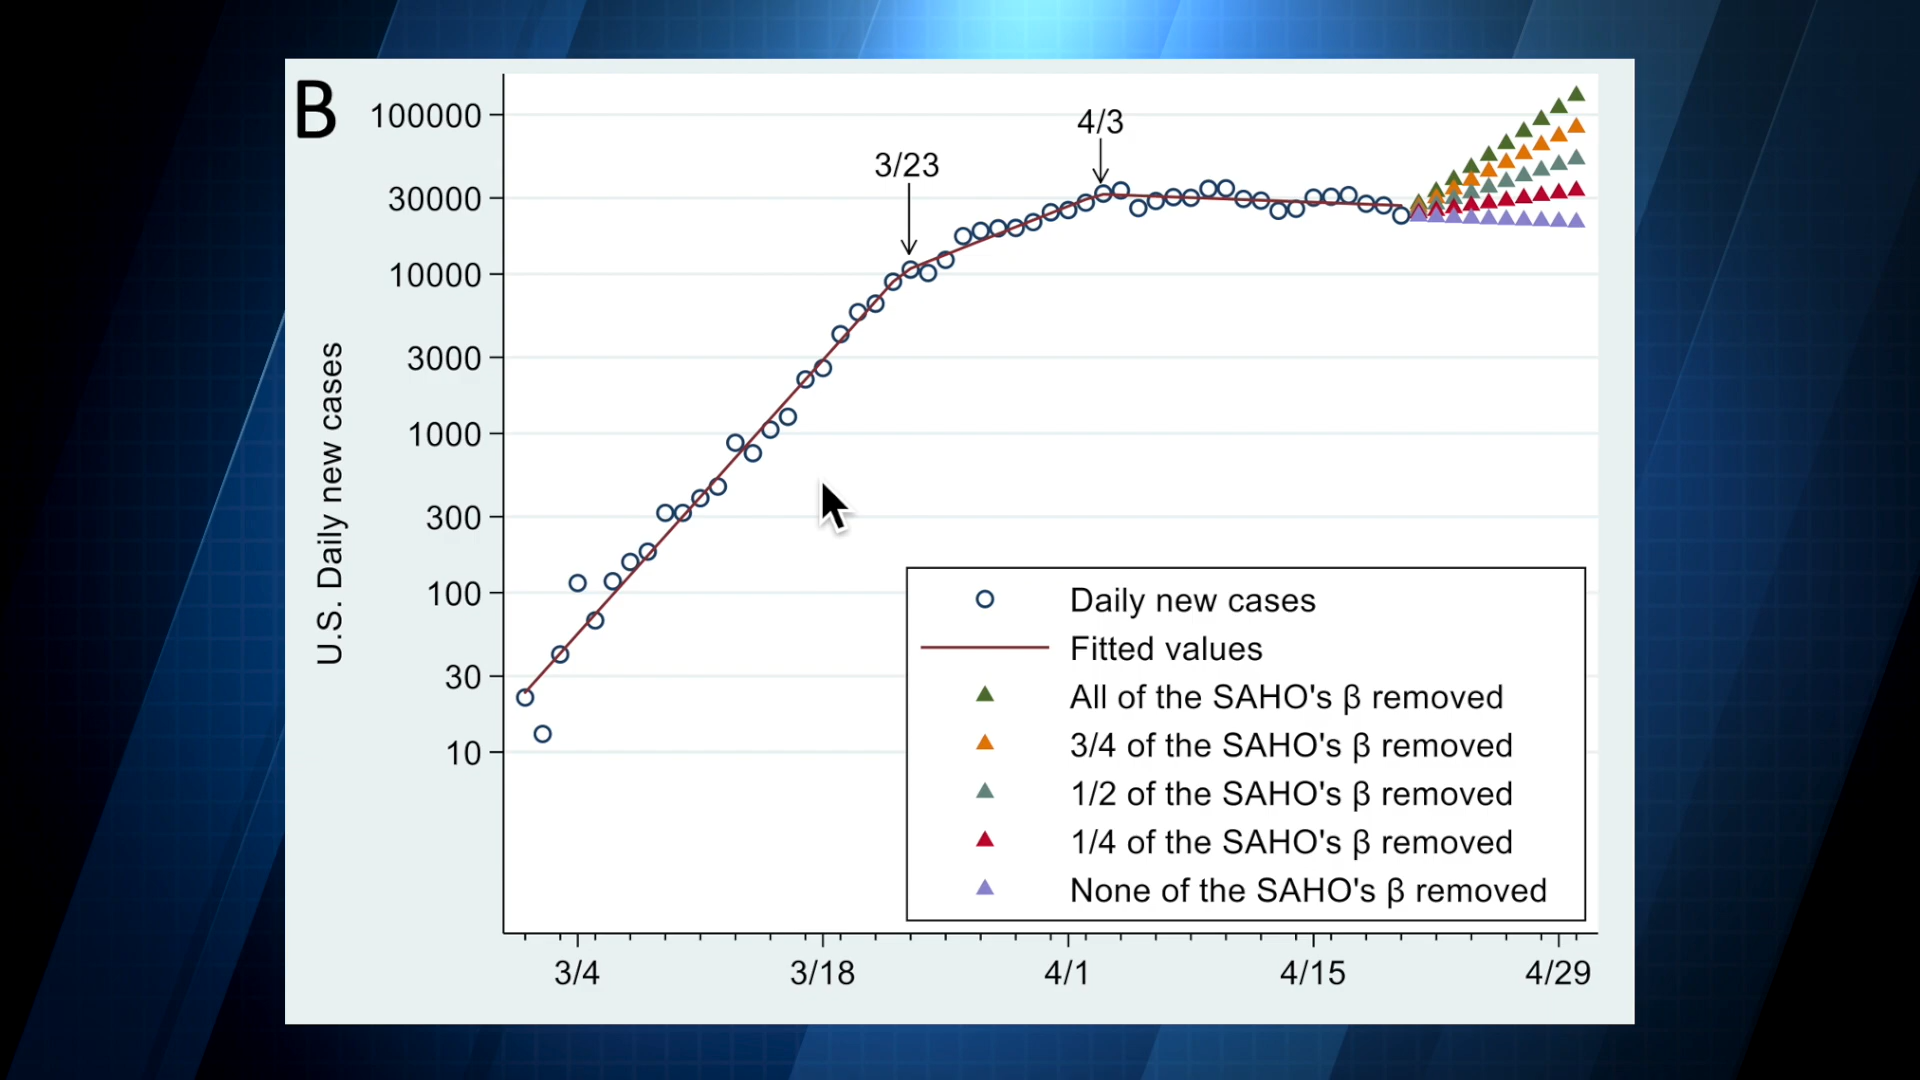 B
100000
30000
10000
3000
1000
300
100
30
10
U.S. Daily new cases
3/23
4/3
Daily new cases
Fitted values
All of the SAHO's β removed
3/4 of the SAHO's β removed
1/2 of the SAHO's β removed
1/4 of the SAHO's β removed
None of the SAHO's β removed
3/4
3/18
4/1
4/15
4/29